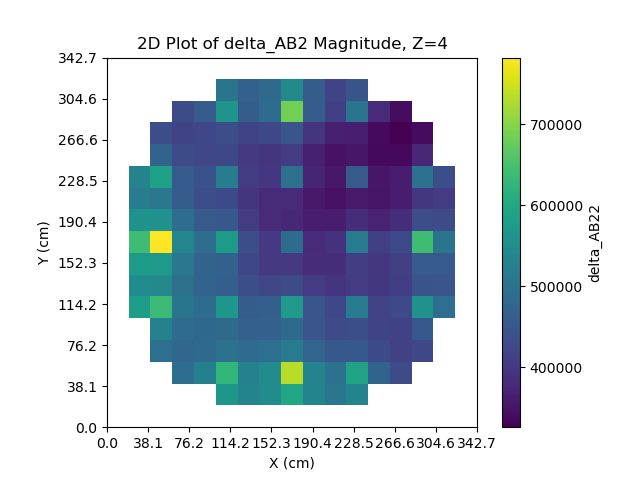 2D Plot of delta_AB2 Magnitude, Z=4
342.7
304.6
266.6
228.5
190.4
152.3
114.2
76.2
38.1
0.0
Y (cm)
0.0 38.1 76.2 114.2 152.3 190.4 228.5 266.6 304.6 342.7
X (cm)
700000
600000
500000
400000
delta_AB22